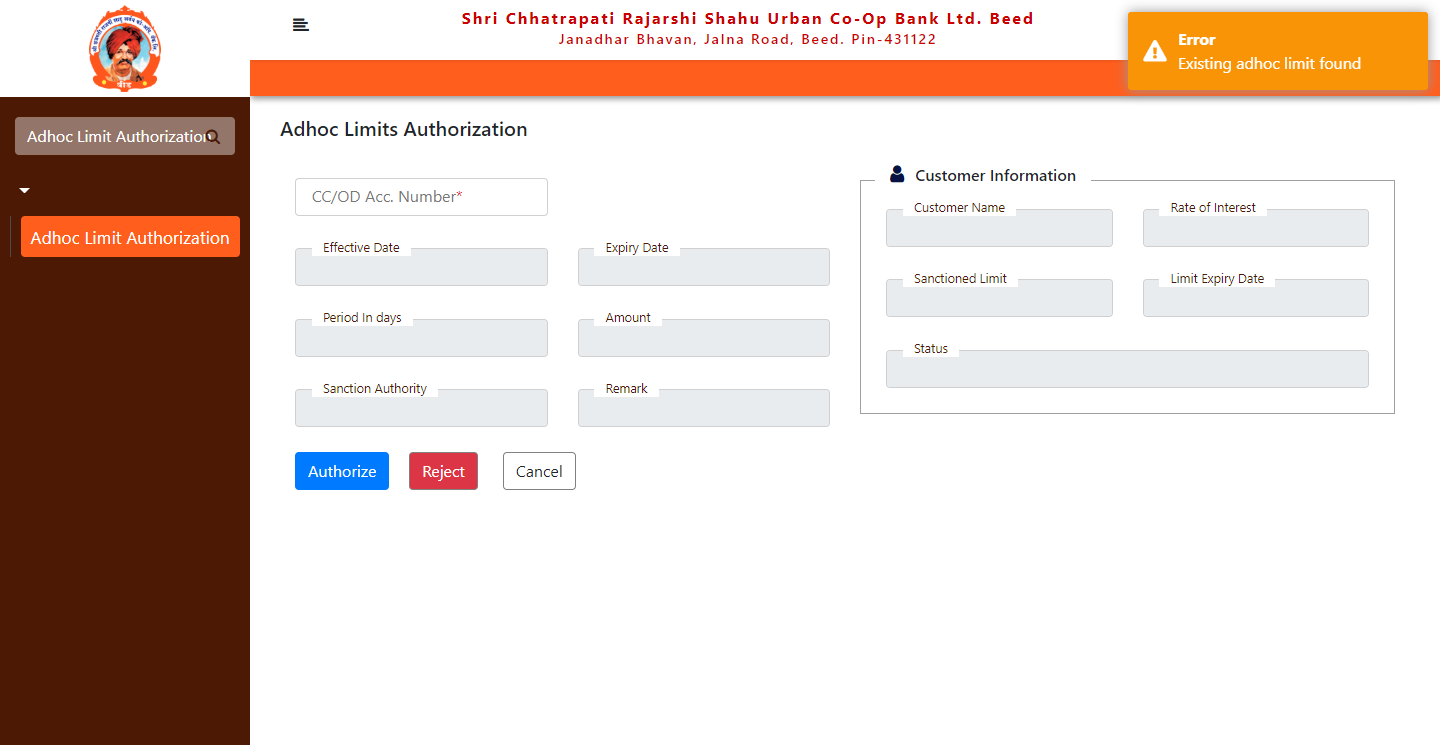 Shri Chhatrapati Rajarshi Shahu Urban Co-Op Bank Ltd. Beed
Janadhar Bhavan, Jalna Road, Beed. Pin-431122
Error
Existing adhoc limit found
बीड
Adhoc Limit Authorization
Adhoc Limit Authorization
Adhoc Limits Authorization
CC/OD Acc. Number*
Effective Date
Expiry Date
Period In days
Amount
Sanction Authority
Remark
Authorize
Reject
Cancel
Customer Information
Customer Name
Rate of Interest
Sanctioned Limit
Limit Expiry Date
Status